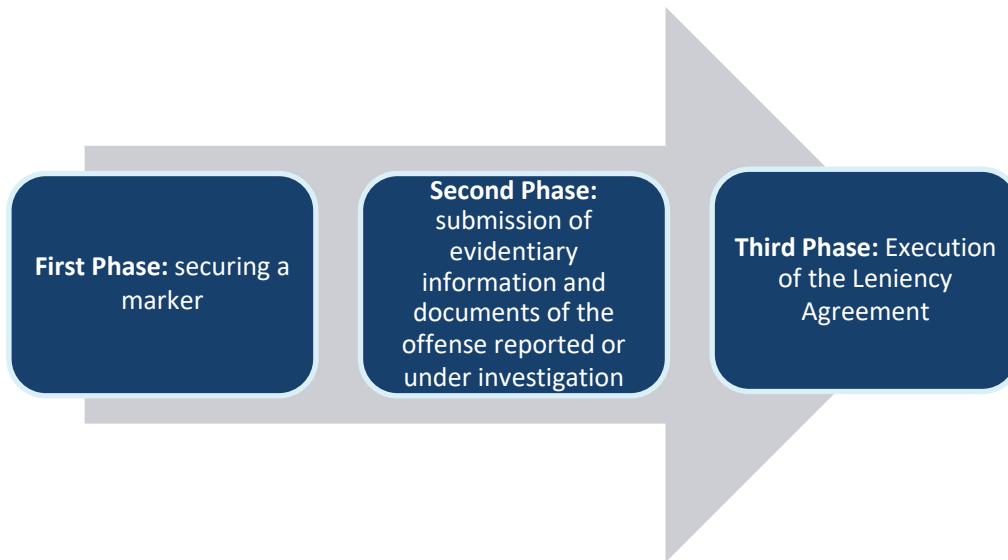 First Phase: securing a
marker
Second Phase:
submission of
evidentiary
information and
documents of the
offense reported or
under investigation
Third Phase: Execution
of the Leniency
Agreement